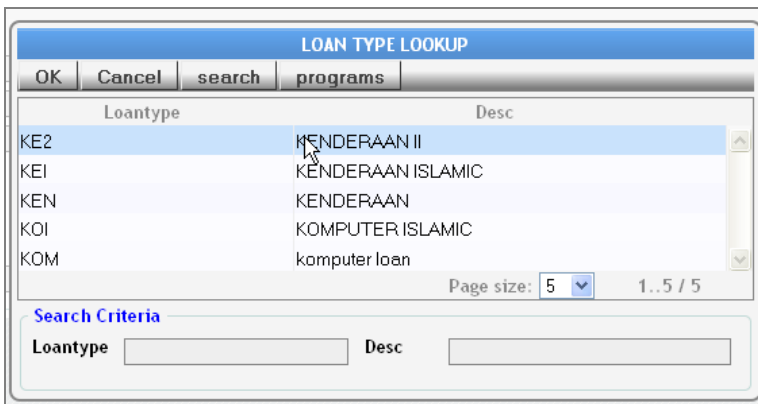 LOAN TYPE LOOKUP
OK Cancel search programs
Loantype Desc
KE2 KENDERAAN II
KEI KENDERAAN ISLAMIC
KEN KENDERAAN
KOI KOMPUTER ISLAMIC
KOM komputer loan
Page size: 5 1..5 / 5
Search Criteria
Loantype Desc